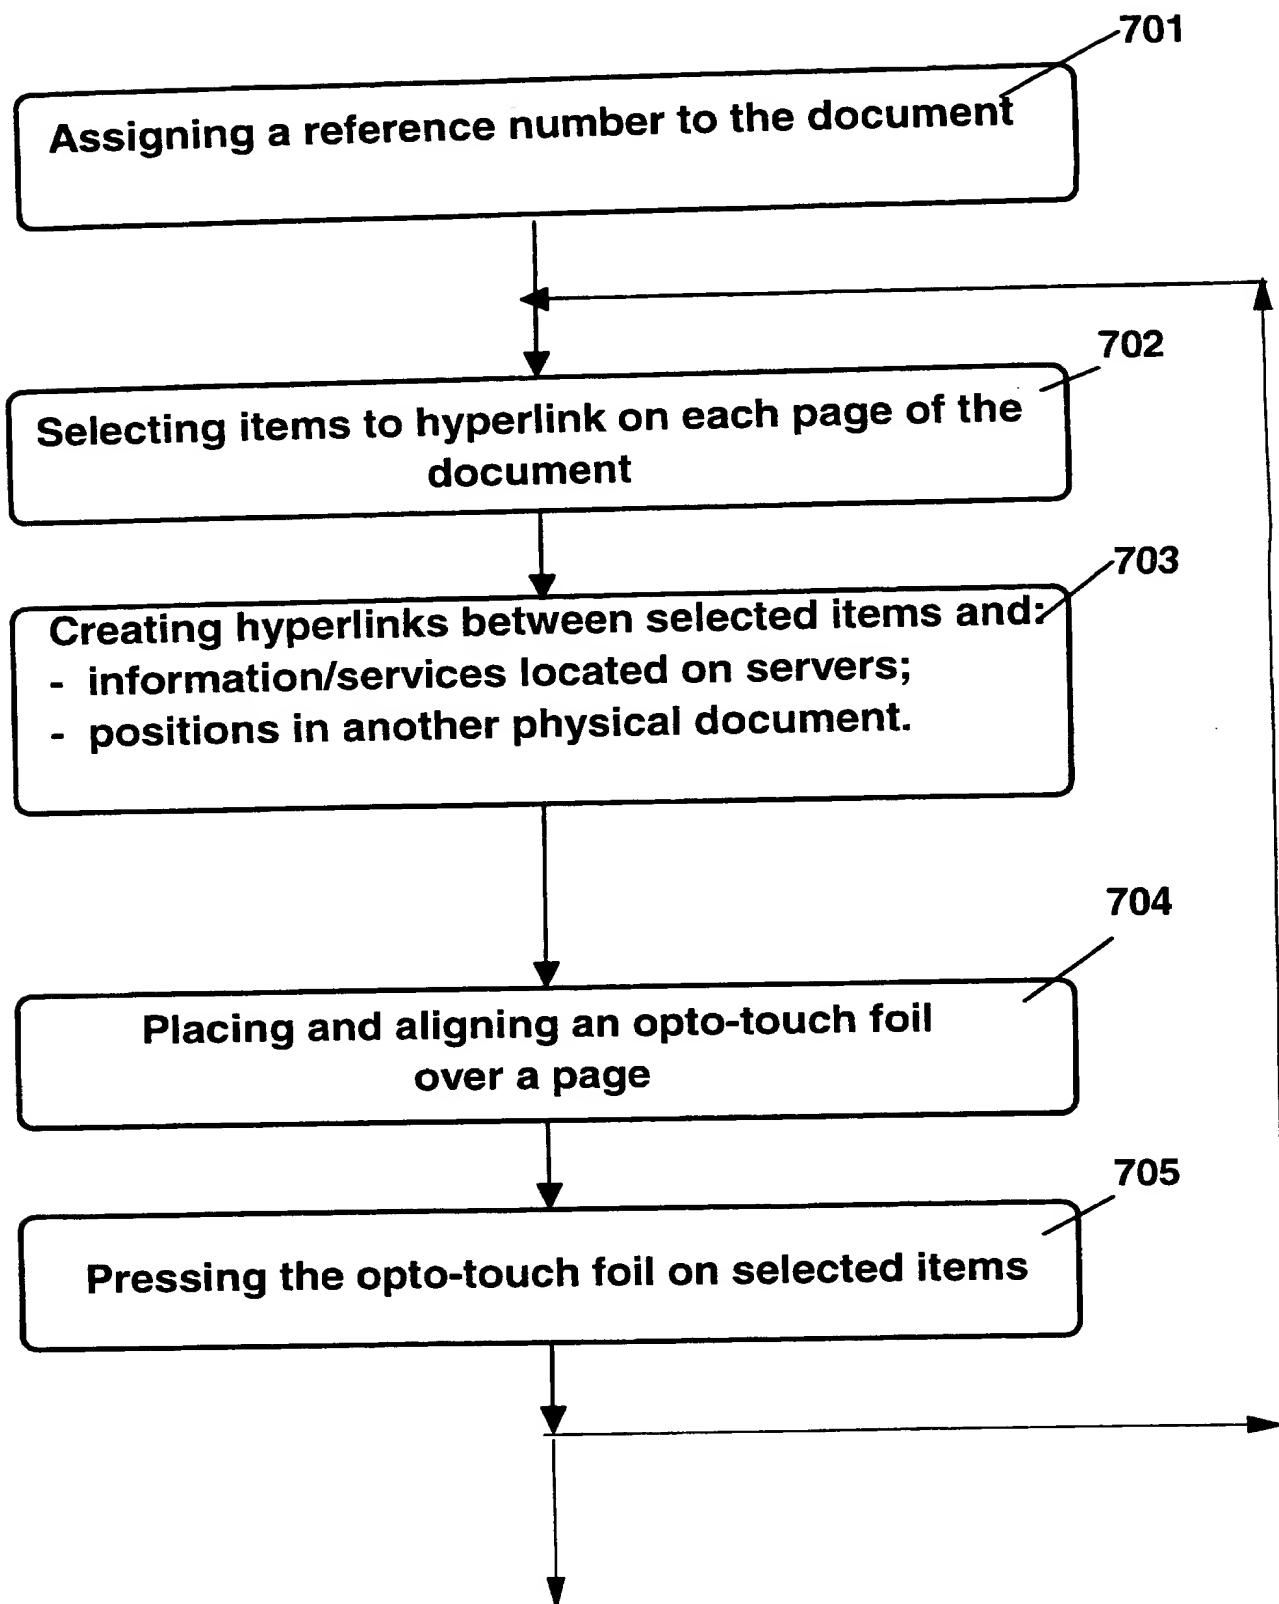 701
Assigning a reference number to the document
702
Selecting items to hyperlink on each page of the
document
703
Creating hyperlinks between selected items and:
- information/services located on servers;
- positions in another physical document.
704
Placing and aligning an opto-touch foil
over a page
705
Pressing the opto-touch foil on selected items